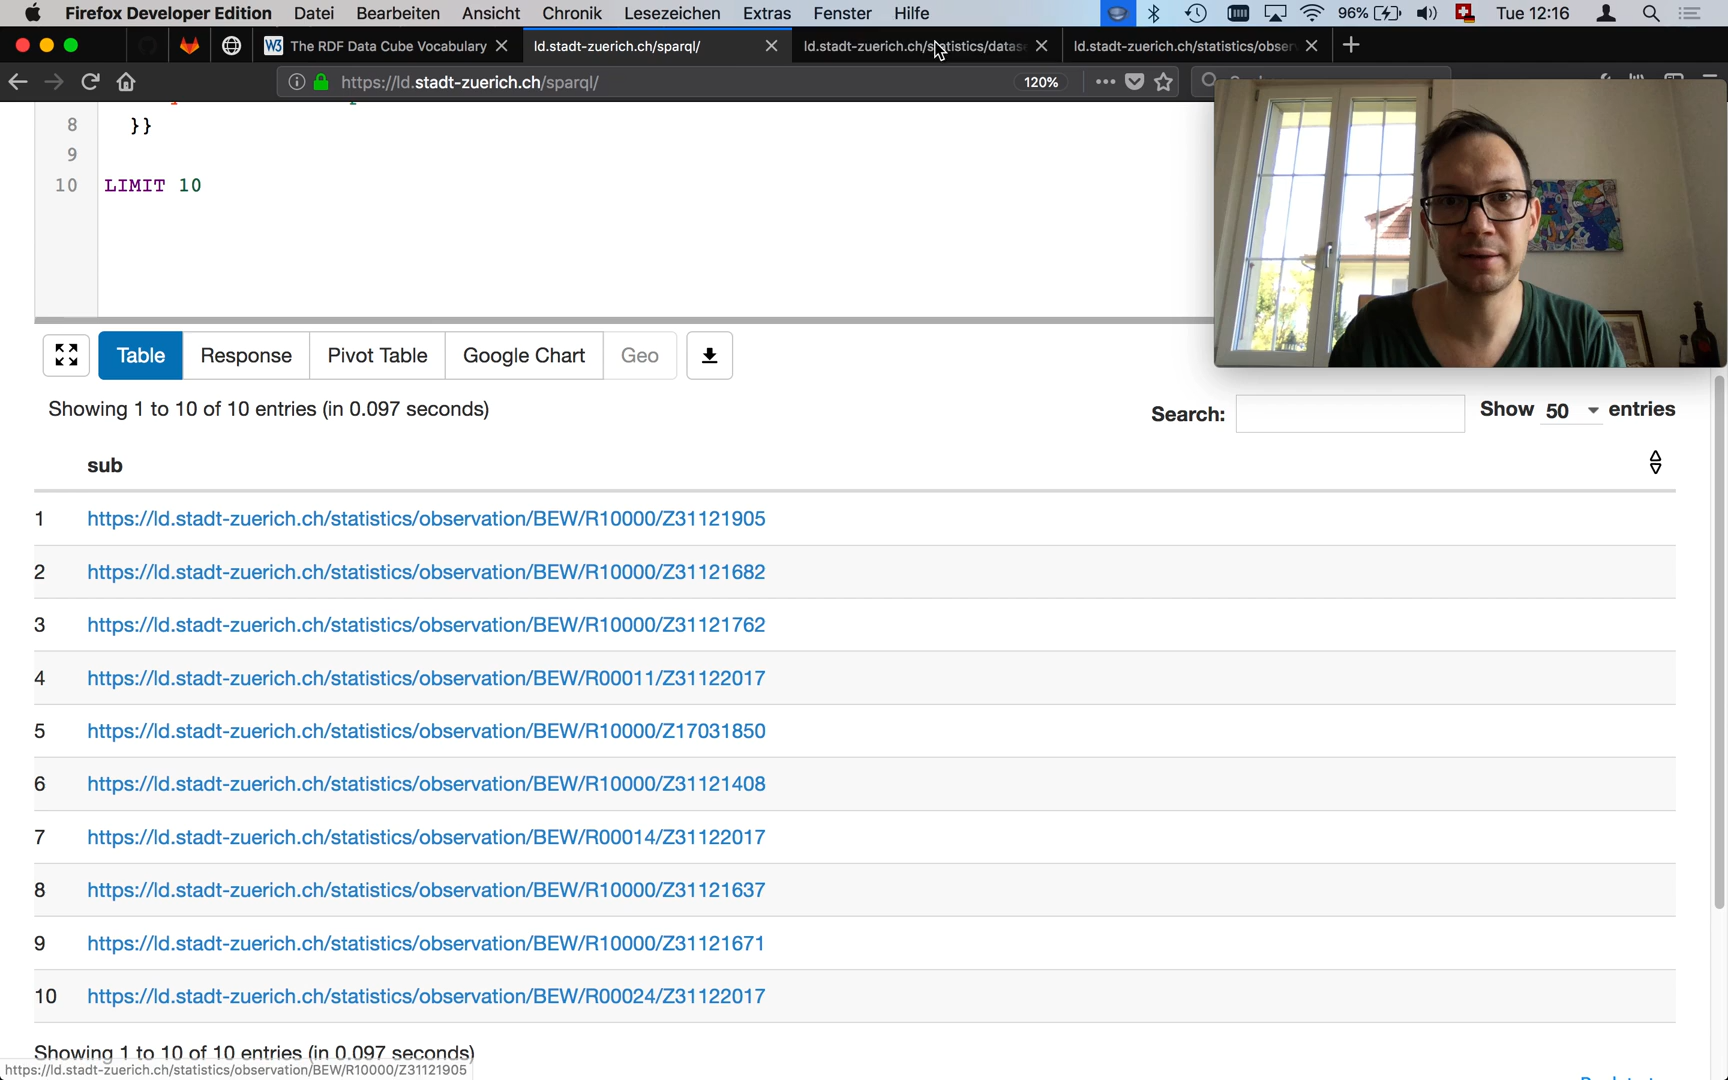 Firefox Developer Edition Datei Bearbeiten Ansicht Chronik Lesezeichen Extras Fenster Hilfe 96% Tue 12:16
The RDF Data Cube Vocabulary ld.stadt-zuerich.ch/sparql/ ld.stadt-zuerich.ch/statistics/datas ld.stadt-zuerich.ch/statistics/obser
https://ld.stadt-zuerich.ch/sparql/ 120%
8 }}
9
10 LIMIT 10
Table Response Pivot Table Google Chart Geo
Showing 1 to 10 of 10 entries (in 0.097 seconds) Search: Show 50 entries
sub
1 https://ld.stadt-zuerich.ch/statistics/observation/BEW/R10000/Z31121905
2 https://ld.stadt-zuerich.ch/statistics/observation/BEW/R10000/Z31121682
3 https://ld.stadt-zuerich.ch/statistics/observation/BEW/R10000/Z31121762
4 https://ld.stadt-zuerich.ch/statistics/observation/BEW/R00011/Z31122017
5 https://ld.stadt-zuerich.ch/statistics/observation/BEW/R10000/Z17031850
6 https://ld.stadt-zuerich.ch/statistics/observation/BEW/R10000/Z31121408
7 https://ld.stadt-zuerich.ch/statistics/observation/BEW/R00014/Z31122017
8 https://ld.stadt-zuerich.ch/statistics/observation/BEW/R10000/Z31121637
9 https://ld.stadt-zuerich.ch/statistics/observation/BEW/R10000/Z31121671
10 https://ld.stadt-zuerich.ch/statistics/observation/BEW/R00024/Z31122017
Showing 1 to 10 of 10 entries (in 0.097 seconds)
https://ld.stadt-zuerich.ch/statistics/observation/BEW/R10000/Z31121905